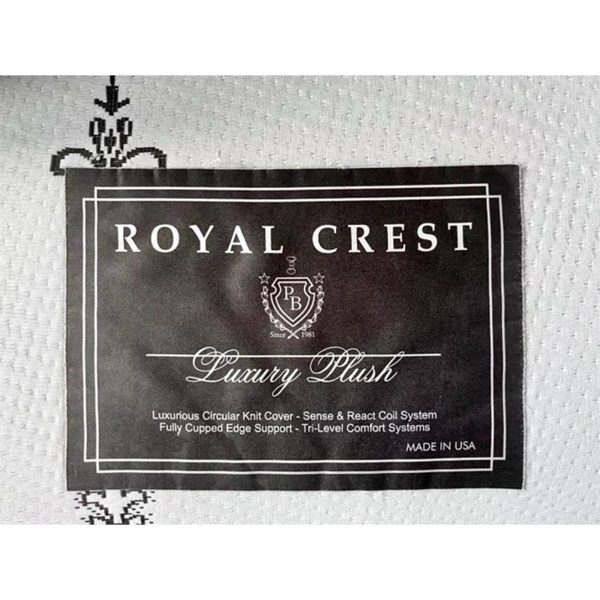 ROYAL CREST
PB
Since 1981
Luxury Plush
Luxurious Circular Knit Cover - Sense & React Coil System
Fully Cupped Edge Support - Tri-Level Comfort Systems
MADE IN USA